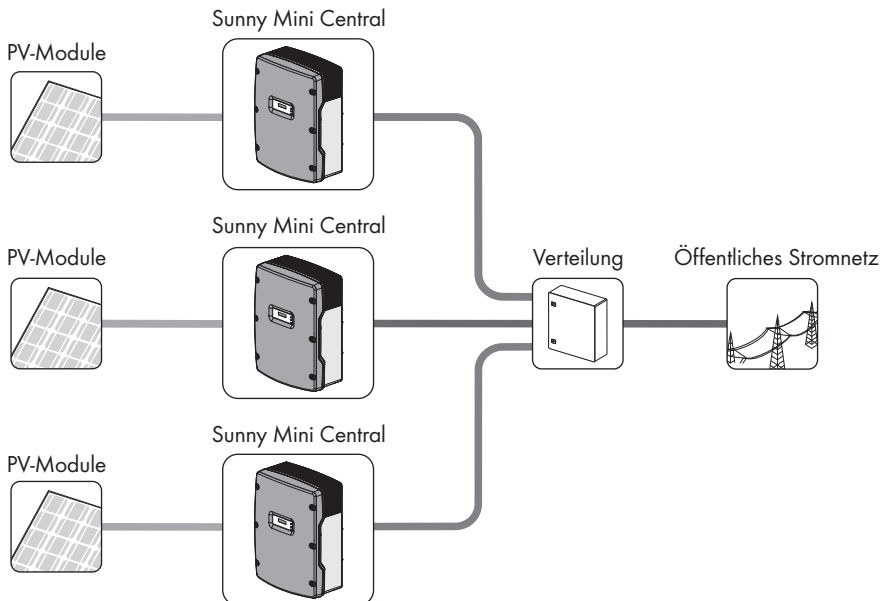 Sunny Mini Central
PV-Module
Sunny Mini Central
PV-Module
Verteilung
Öffentliches Stromnetz
Sunny Mini Central
PV-Module